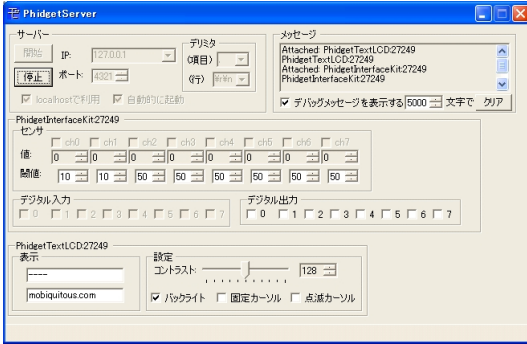 PhidgetServer
サーバー
開始 IP: 127.0.0.1
停止 ポート: 4321
デリミタ
(項目) .
(行) ¥r¥n
localhostで利用 自動的に起動
メッセージ
Attached: PhidgetTextLCD:27249
PhidgetTextLCD:27249
Attached: PhidgetInterfaceKit:27249
PhidgetInterfaceKit:27249
デバッグメッセージを表示する 5000 文字で クリア
PhidgetInterfaceKit:27249
センサ
ch0 ch1 ch2 ch3 ch4 ch5 ch6 ch7
値: 0 0 0 0 0 0 0 0
閾値: 10 10 50 50 50 50 50 50
デジタル入力
0 1 2 3 4 5 6 7
デジタル出力
0 1 2 3 4 5 6 7
PhidgetTextLCD:27249
表示
----
mobiquitous.com
設定
コントラスト: 128
バックライト 固定カーソル 点滅カーソル